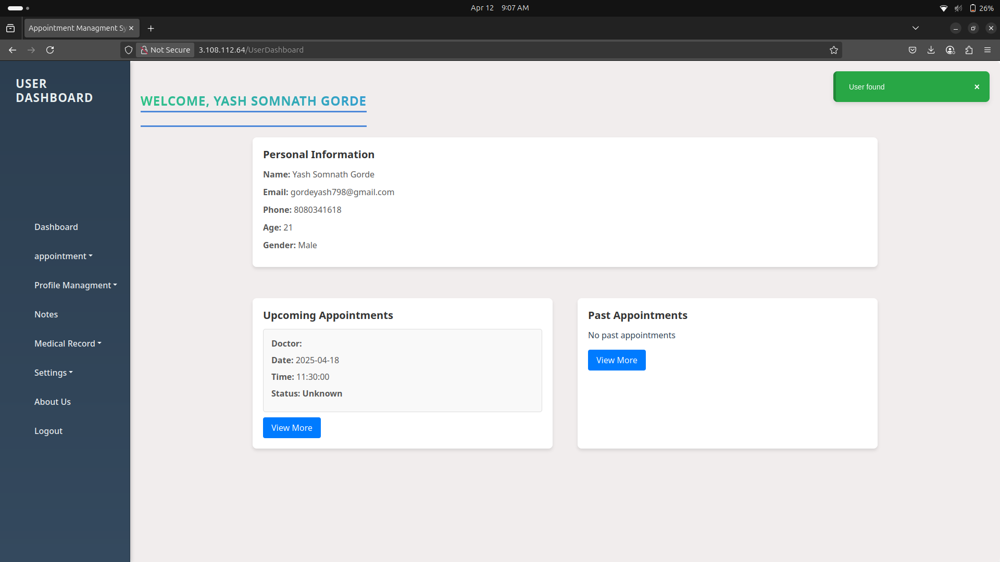 Apr 12 9:07 AM
26%
Appointment Managment Sy
Not Secure 3.108.112.64/UserDashboard
USER
DASHBOARD
Dashboard
appointment
Profile Managment
Notes
Medical Record
Settings
About Us
Logout
User found
WELCOME, YASH SOMNATH GORDE
Personal Information
Name: Yash Somnath Gorde
Email: gordeyash798@gmail.com
Phone: 8080341618
Age: 21
Gender: Male
Upcoming Appointments
Doctor:
Date: 2025-04-18
Time: 11:30:00
Status: Unknown
View More
Past Appointments
No past appointments
View More